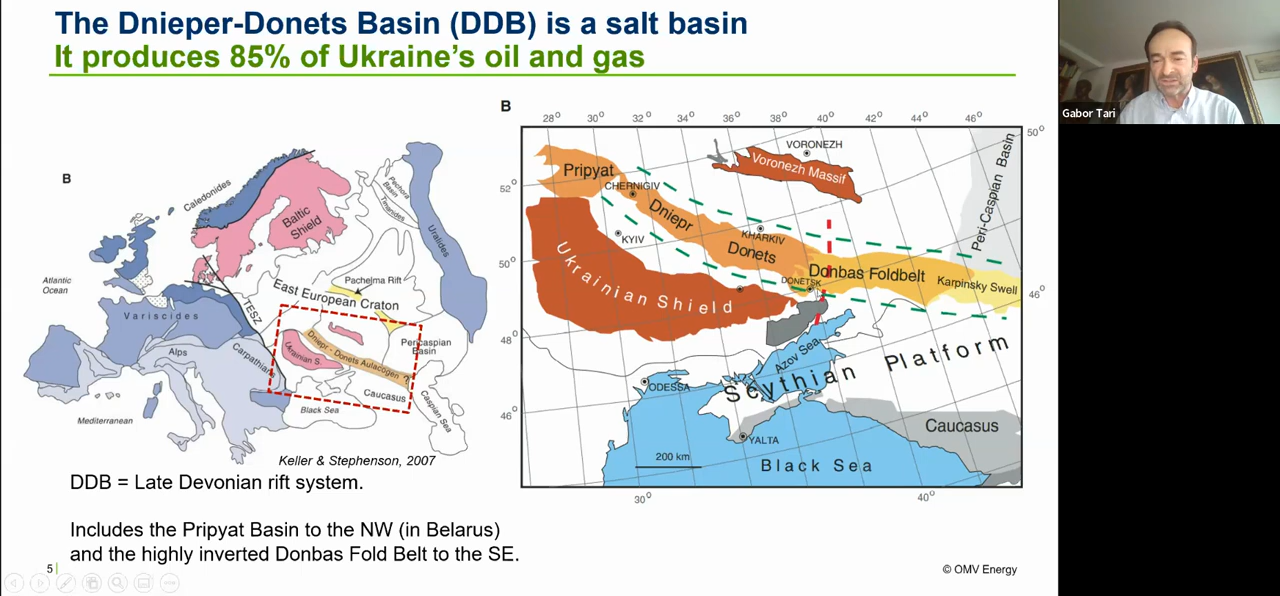 The Dnieper-Donets Basin (DDB) is a salt basin
It produces 85% of Ukraine's oil and gas
B
Caledonides
Baltic
Shield
Pechora
Basin
Timanides
Uralides
Atlantic
Ocean
Pachelma Rift
East European Craton
TESZ
Variscides
Alps
Carpathians
Ukrainian S.
Dniepr - Donets Aulacogen
Pericaspian
Basin
Caucasus
Caspian Sea
Black Sea
Mediterranean
Keller & Stephenson, 2007
B
28° 30° 32° 34° 36° 38° 40° 42° 44° 46°
50°
52°
50°
48°
46°
46°
30°
40°
Pripyat
CHERNIGIV
VORONEZH
Voronezh Massif
Peri-Caspian Basin
Dniepr
Donets
KYIV
KHARKIV
Ukrainian Shield
DONETSK
Donbas Foldbelt
Karpinsky Swell
Azov Sea
Scythian Platform
ODESSA
YALTA
Caucasus
200 km
Black Sea
DDB = Late Devonian rift system.
Includes the Pripyat Basin to the NW (in Belarus)
and the highly inverted Donbas Fold Belt to the SE.
5
© OMV Energy
Gabor Tari